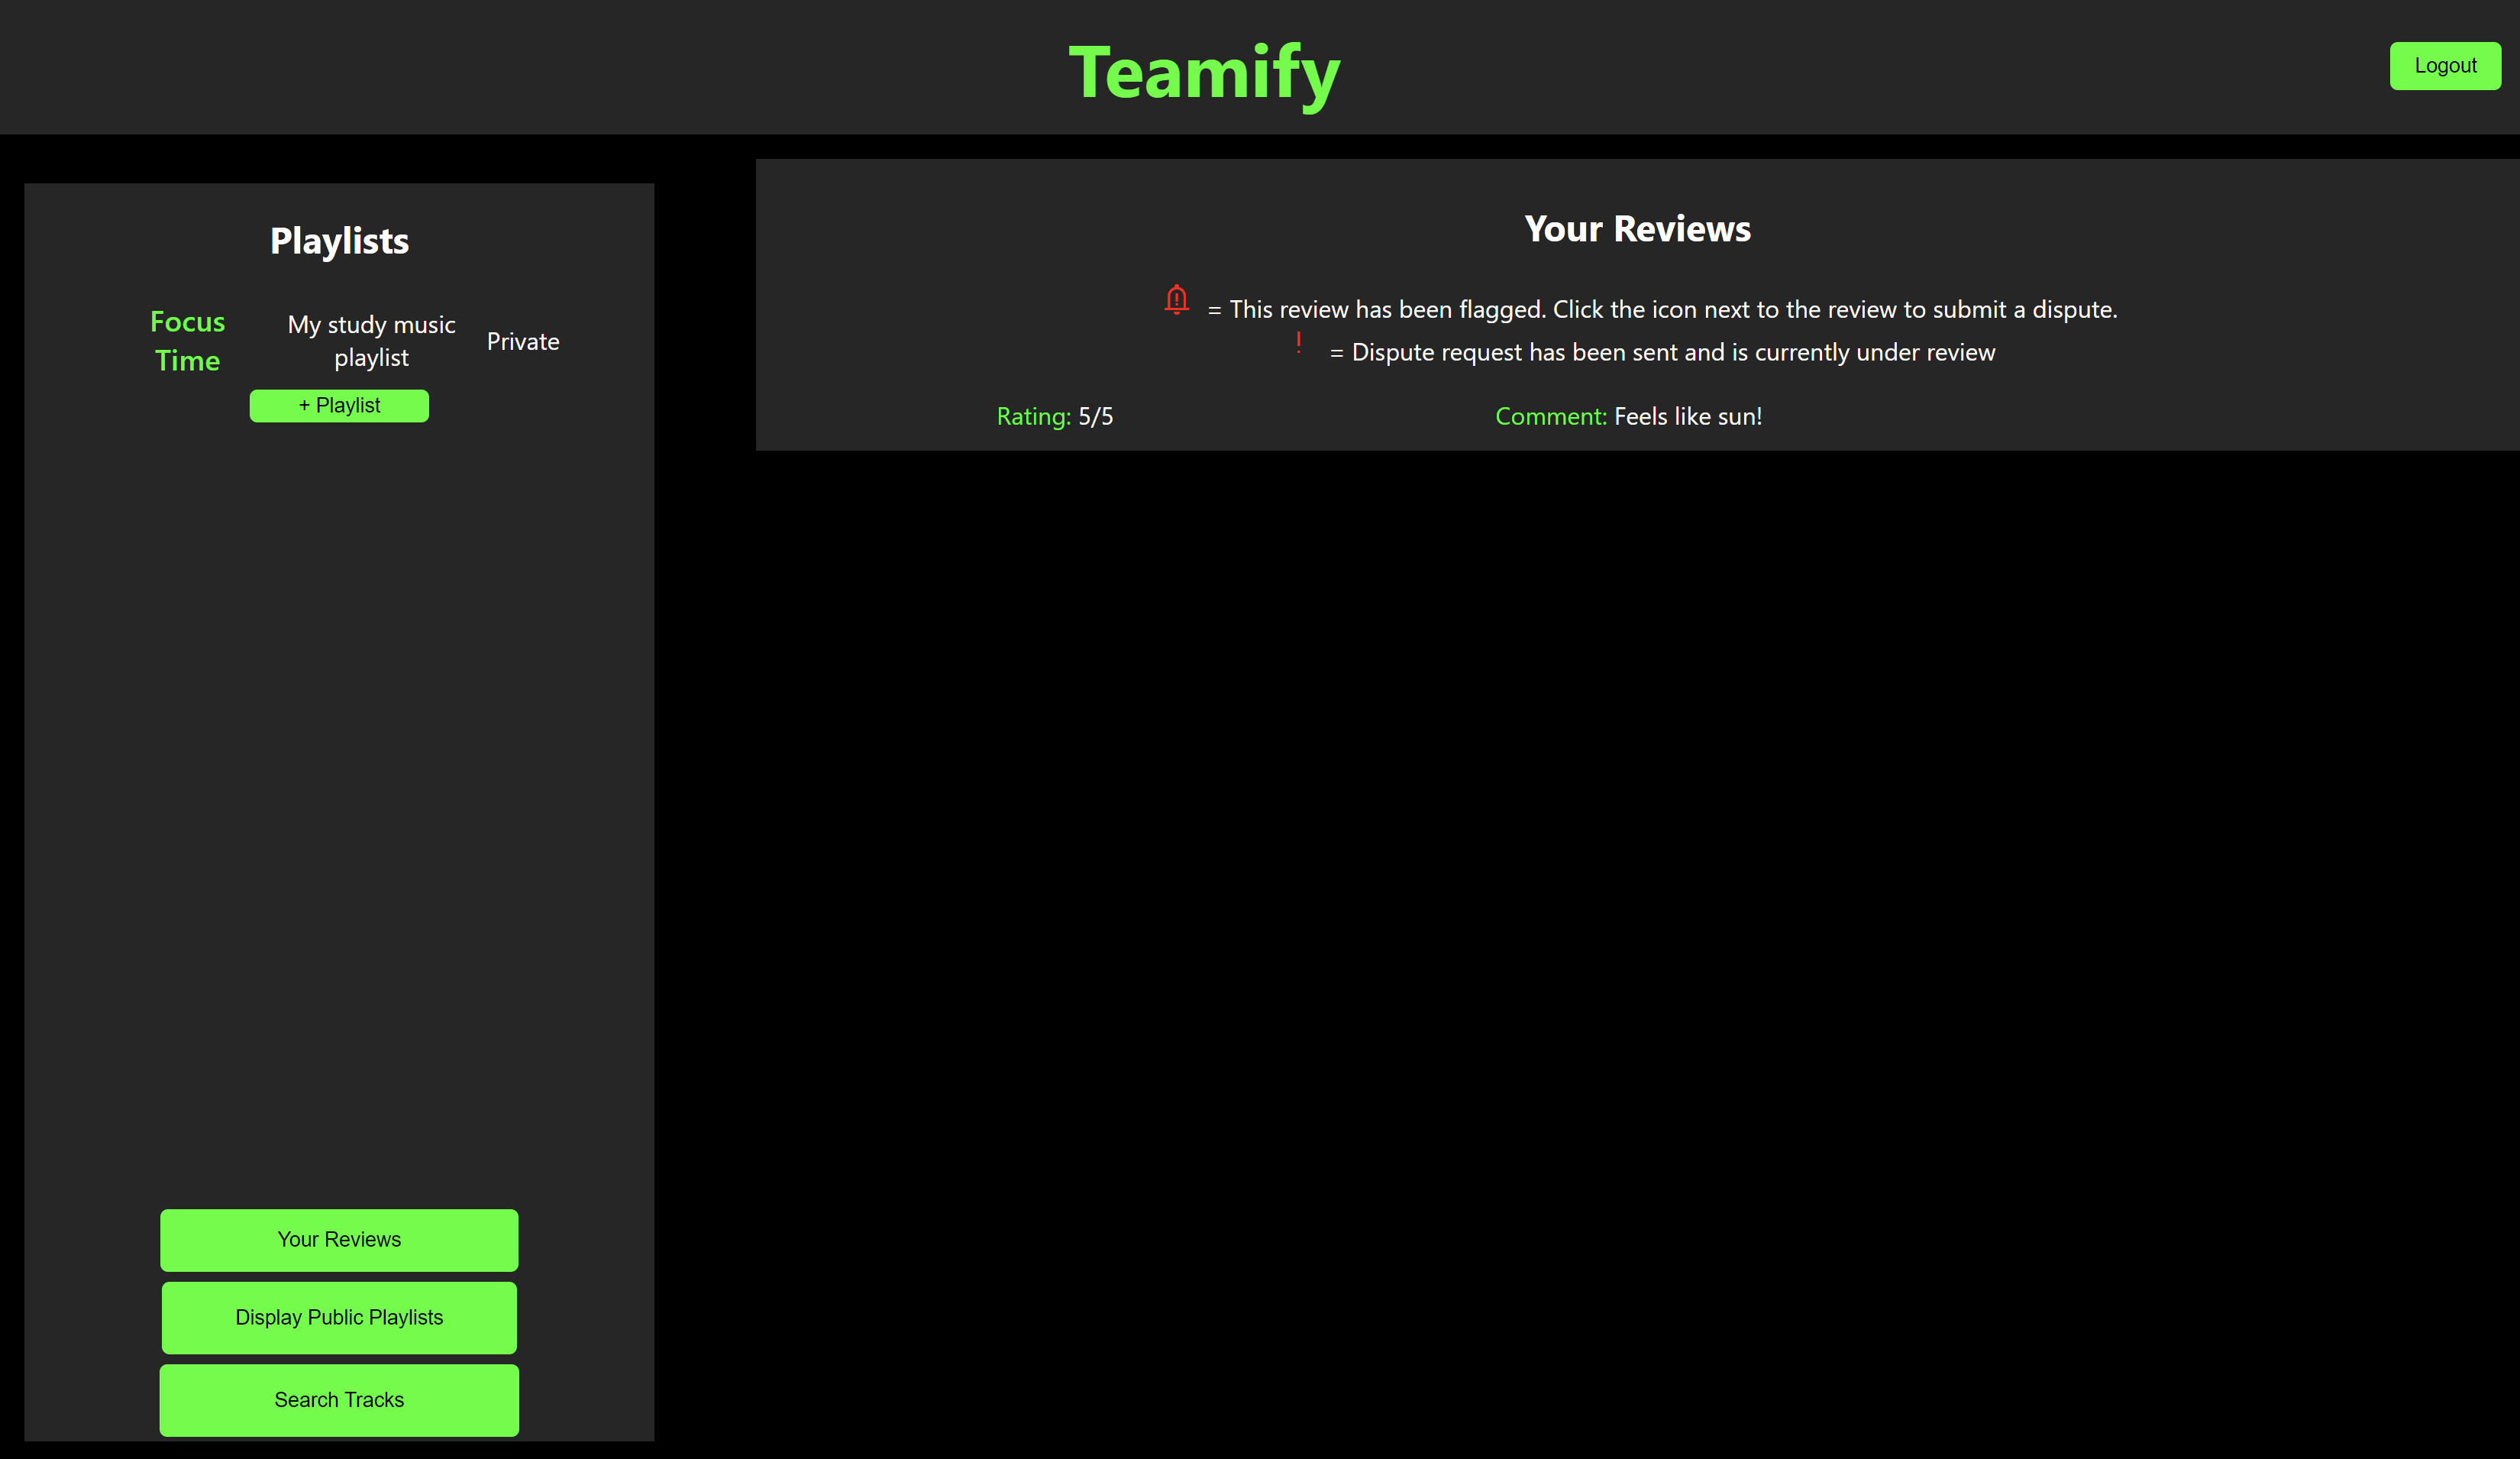 Teamify
Logout
Playlists
Focus
Time
My study music
playlist
Private
+ Playlist
Your Reviews
Display Public Playlists
Search Tracks
Your Reviews
= This review has been flagged. Click the icon next to the review to submit a dispute.
! = Dispute request has been sent and is currently under review
Rating: 5/5
Comment: Feels like sun!